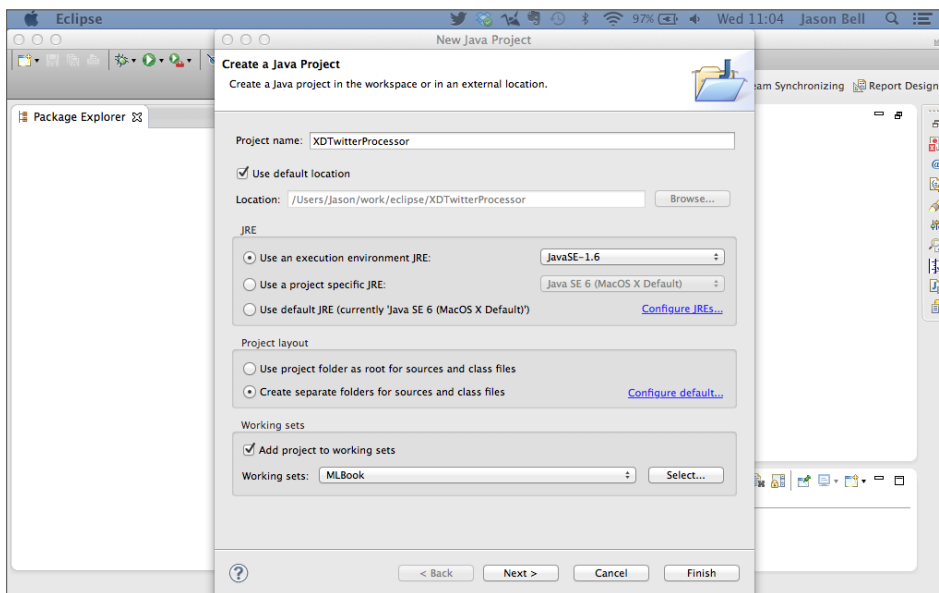 Eclipse 97% Wed 11:04 Jason Bell
New Java Project
Create a Java Project
Create a Java project in the workspace or in an external location.
Synchronizing Report Design
Package Explorer
Project name: XDTwitterProcessor
Use default location
Location: /Users/Jason/work/eclipse/XDTwitterProcessor Browse...
JRE
Use an execution environment JRE: JavaSE-1.6
Use a project specific JRE: Java SE 6 (MacOS X Default)
Use default JRE (currently 'Java SE 6 (MacOS X Default)') Configure JREs...
Project layout
Use project folder as root for sources and class files
Create separate folders for sources and class files Configure default...
Working sets
Add project to working sets
Working sets: MLBook Select...
? < Back Next > Cancel Finish